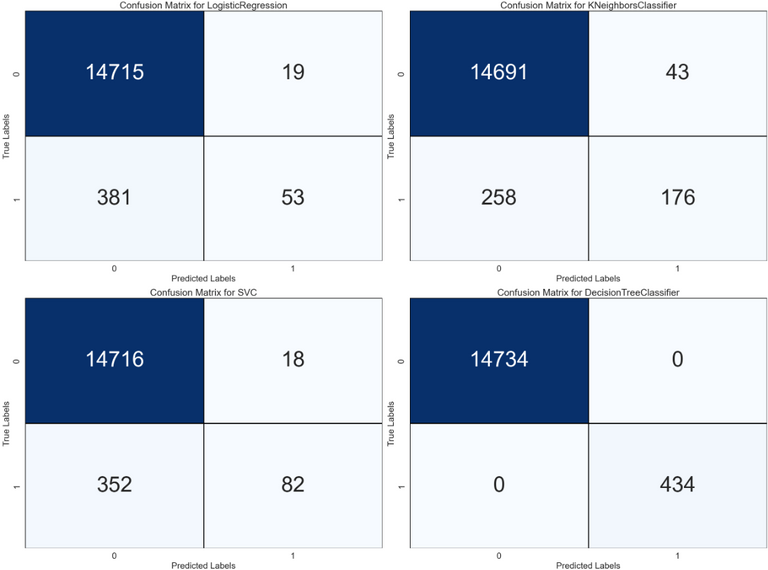 Confusion Matrix for LogisticRegression
0
14715
19
True Labels
1
381
53
0
1
Predicted Labels
Confusion Matrix for KNeighborsClassifier
0
14691
43
True Labels
1
258
176
0
1
Predicted Labels
Confusion Matrix for SVC
0
14716
18
True Labels
1
352
82
0
1
Predicted Labels
Confusion Matrix for DecisionTreeClassifier
0
14734
0
True Labels
1
0
434
0
1
Predicted Labels